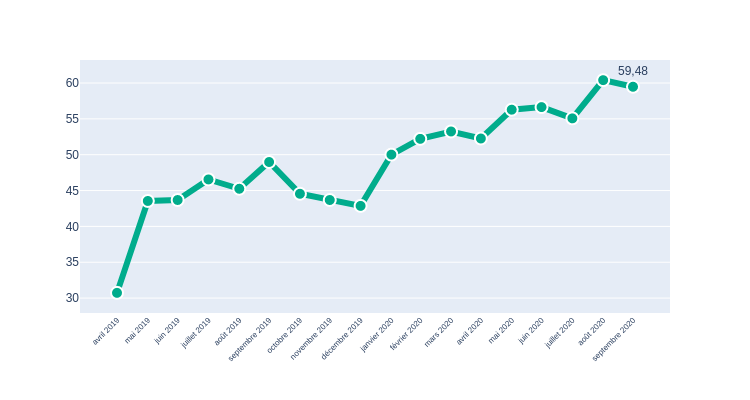 59,48
60
55
50
45
40
35
30
avril 2019
mai 2019
juin 2019
juillet 2019
août 2019
septembre 2019
octobre 2019
novembre 2019
décembre 2019
janvier 2020
février 2020
mars 2020
avril 2020
mai 2020
juin 2020
juillet 2020
août 2020
septembre 2020